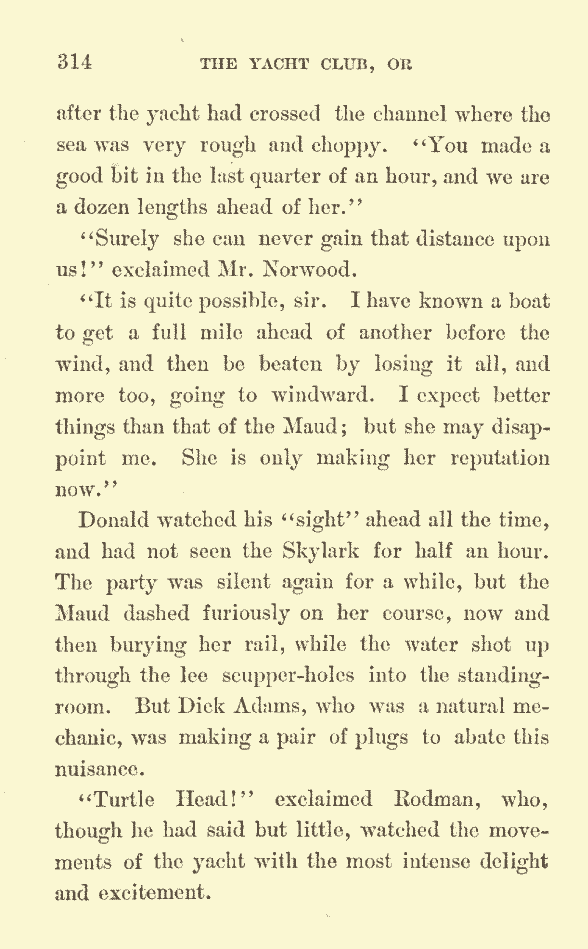 314 THE YACHT CLUB, OR
after the yacht had crossed the channel where the
sea was very rough and choppy. “You made a
good bit in the last quarter of an hour, and we are
a dozen lengths ahead of her.”
“Surely she can never gain that distance upon
us!” exclaimed Mr. Norwood.
“It is quite possible, sir. I have known a boat
to get a full mile ahead of another before the
wind, and then be beaten by losing it all, and
more too, going to windward. I expect better
things than that of the Maud; but she may disap-
point me. She is only making her reputation
now.”
Donald watched his “sight” ahead all the time,
and had not seen the Skylark for half an hour.
The party was silent again for a while, but the
Maud dashed furiously on her course, now and
then burying her rail, while the water shot up
through the lee scupper-holes into the standing-
room. But Dick Adams, who was a natural me-
chanic, was making a pair of plugs to abate this
nuisance.
“Turtle Head!” exclaimed Rodman, who,
though he had said but little, watched the move-
ments of the yacht with the most intense delight
and excitement.